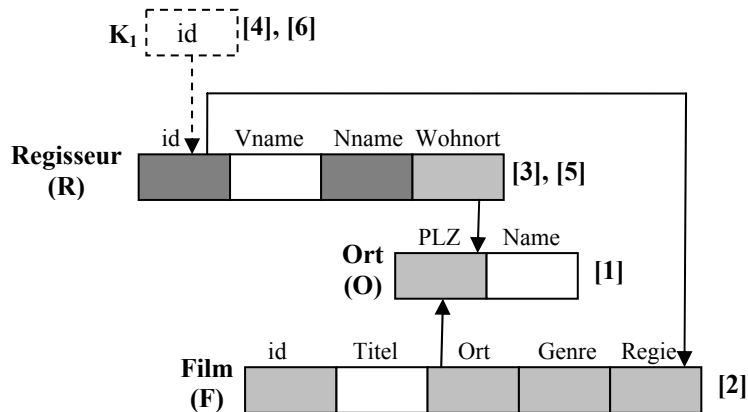 K₁ id [4], [6]
id Vname Nname Wohnort
Regisseur
(R)
[3], [5]
PLZ Name
Ort
(O)
[1]
id Titel Ort Genre Regie
Film
(F)
[2]